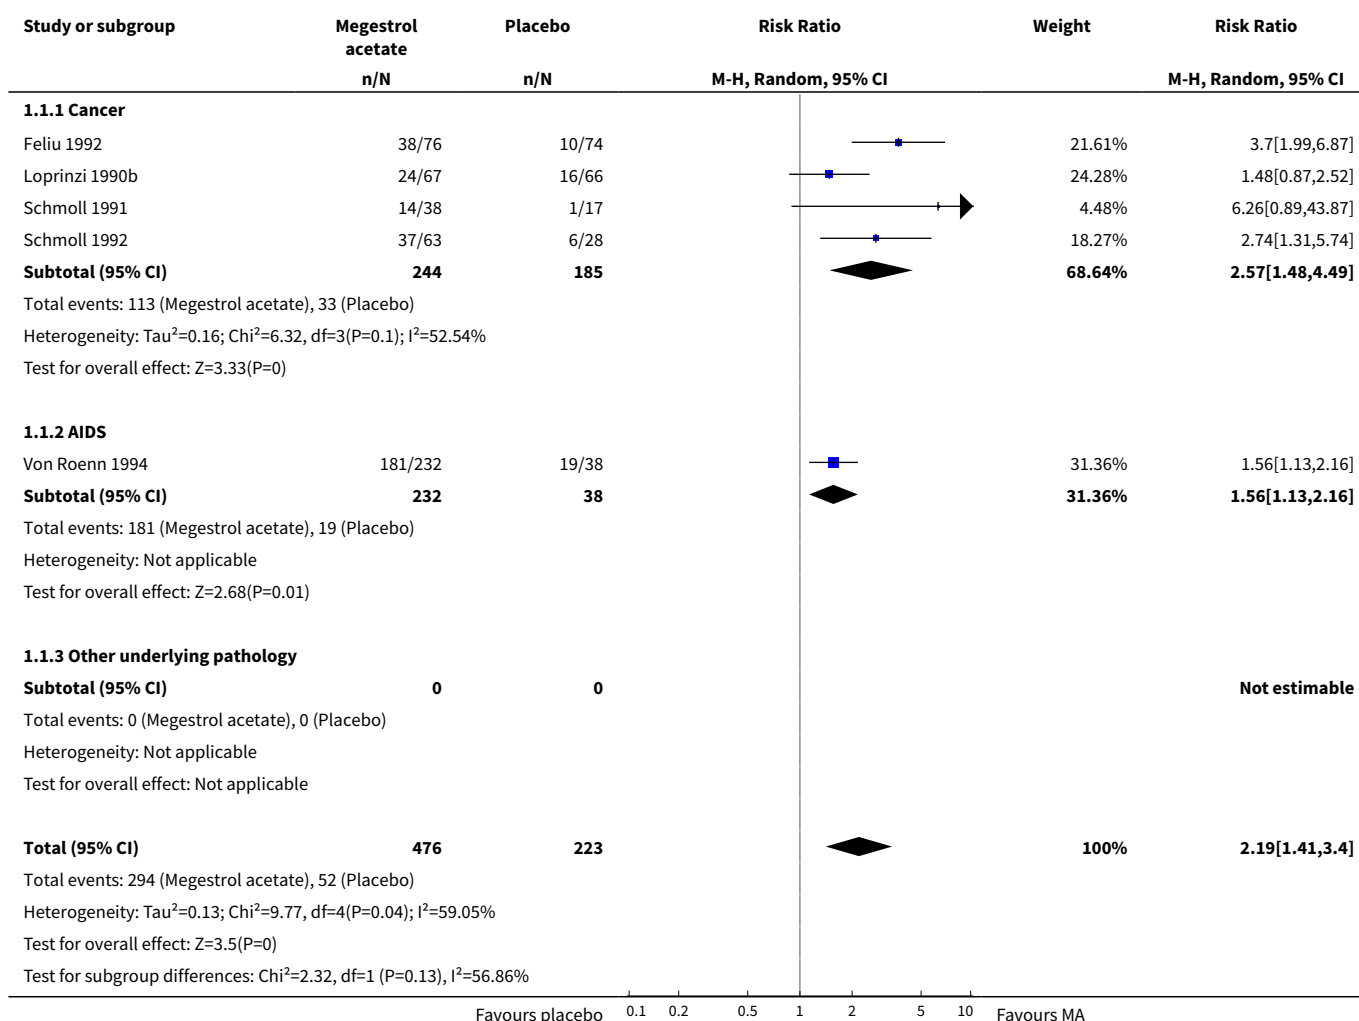 Study or subgroup Megestrol acetate Placebo Risk Ratio Weight Risk Ratio
n/N n/N M-H, Random, 95% CI M-H, Random, 95% CI
1.1.1 Cancer
Feliu 1992 38/76 10/74 21.61% 3.7[1.99,6.87]
Loprinzi 1990b 24/67 16/66 24.28% 1.48[0.87,2.52]
Schmoll 1991 14/38 1/17 4.48% 6.26[0.89,43.87]
Schmoll 1992 37/63 6/28 18.27% 2.74[1.31,5.74]
Subtotal (95% CI) 244 185 68.64% 2.57[1.48,4.49]
Total events: 113 (Megestrol acetate), 33 (Placebo)
Heterogeneity: Tau²=0.16; Chi²=6.32, df=3(P=0.1); I²=52.54%
Test for overall effect: Z=3.33(P=0)
1.1.2 AIDS
Von Roenn 1994 181/232 19/38 31.36% 1.56[1.13,2.16]
Subtotal (95% CI) 232 38 31.36% 1.56[1.13,2.16]
Total events: 181 (Megestrol acetate), 19 (Placebo)
Heterogeneity: Not applicable
Test for overall effect: Z=2.68(P=0.01)
1.1.3 Other underlying pathology
Subtotal (95% CI) 0 0 Not estimable
Total events: 0 (Megestrol acetate), 0 (Placebo)
Heterogeneity: Not applicable
Test for overall effect: Not applicable
Total (95% CI) 476 223 100% 2.19[1.41,3.4]
Total events: 294 (Megestrol acetate), 52 (Placebo)
Heterogeneity: Tau²=0.13; Chi²=9.77, df=4(P=0.04); I²=59.05%
Test for overall effect: Z=3.5(P=0)
Test for subgroup differences: Chi²=2.32, df=1 (P=0.13), I²=56.86%
Favours placebo 0.1 0.2 0.5 1 2 5 10 Favours MA